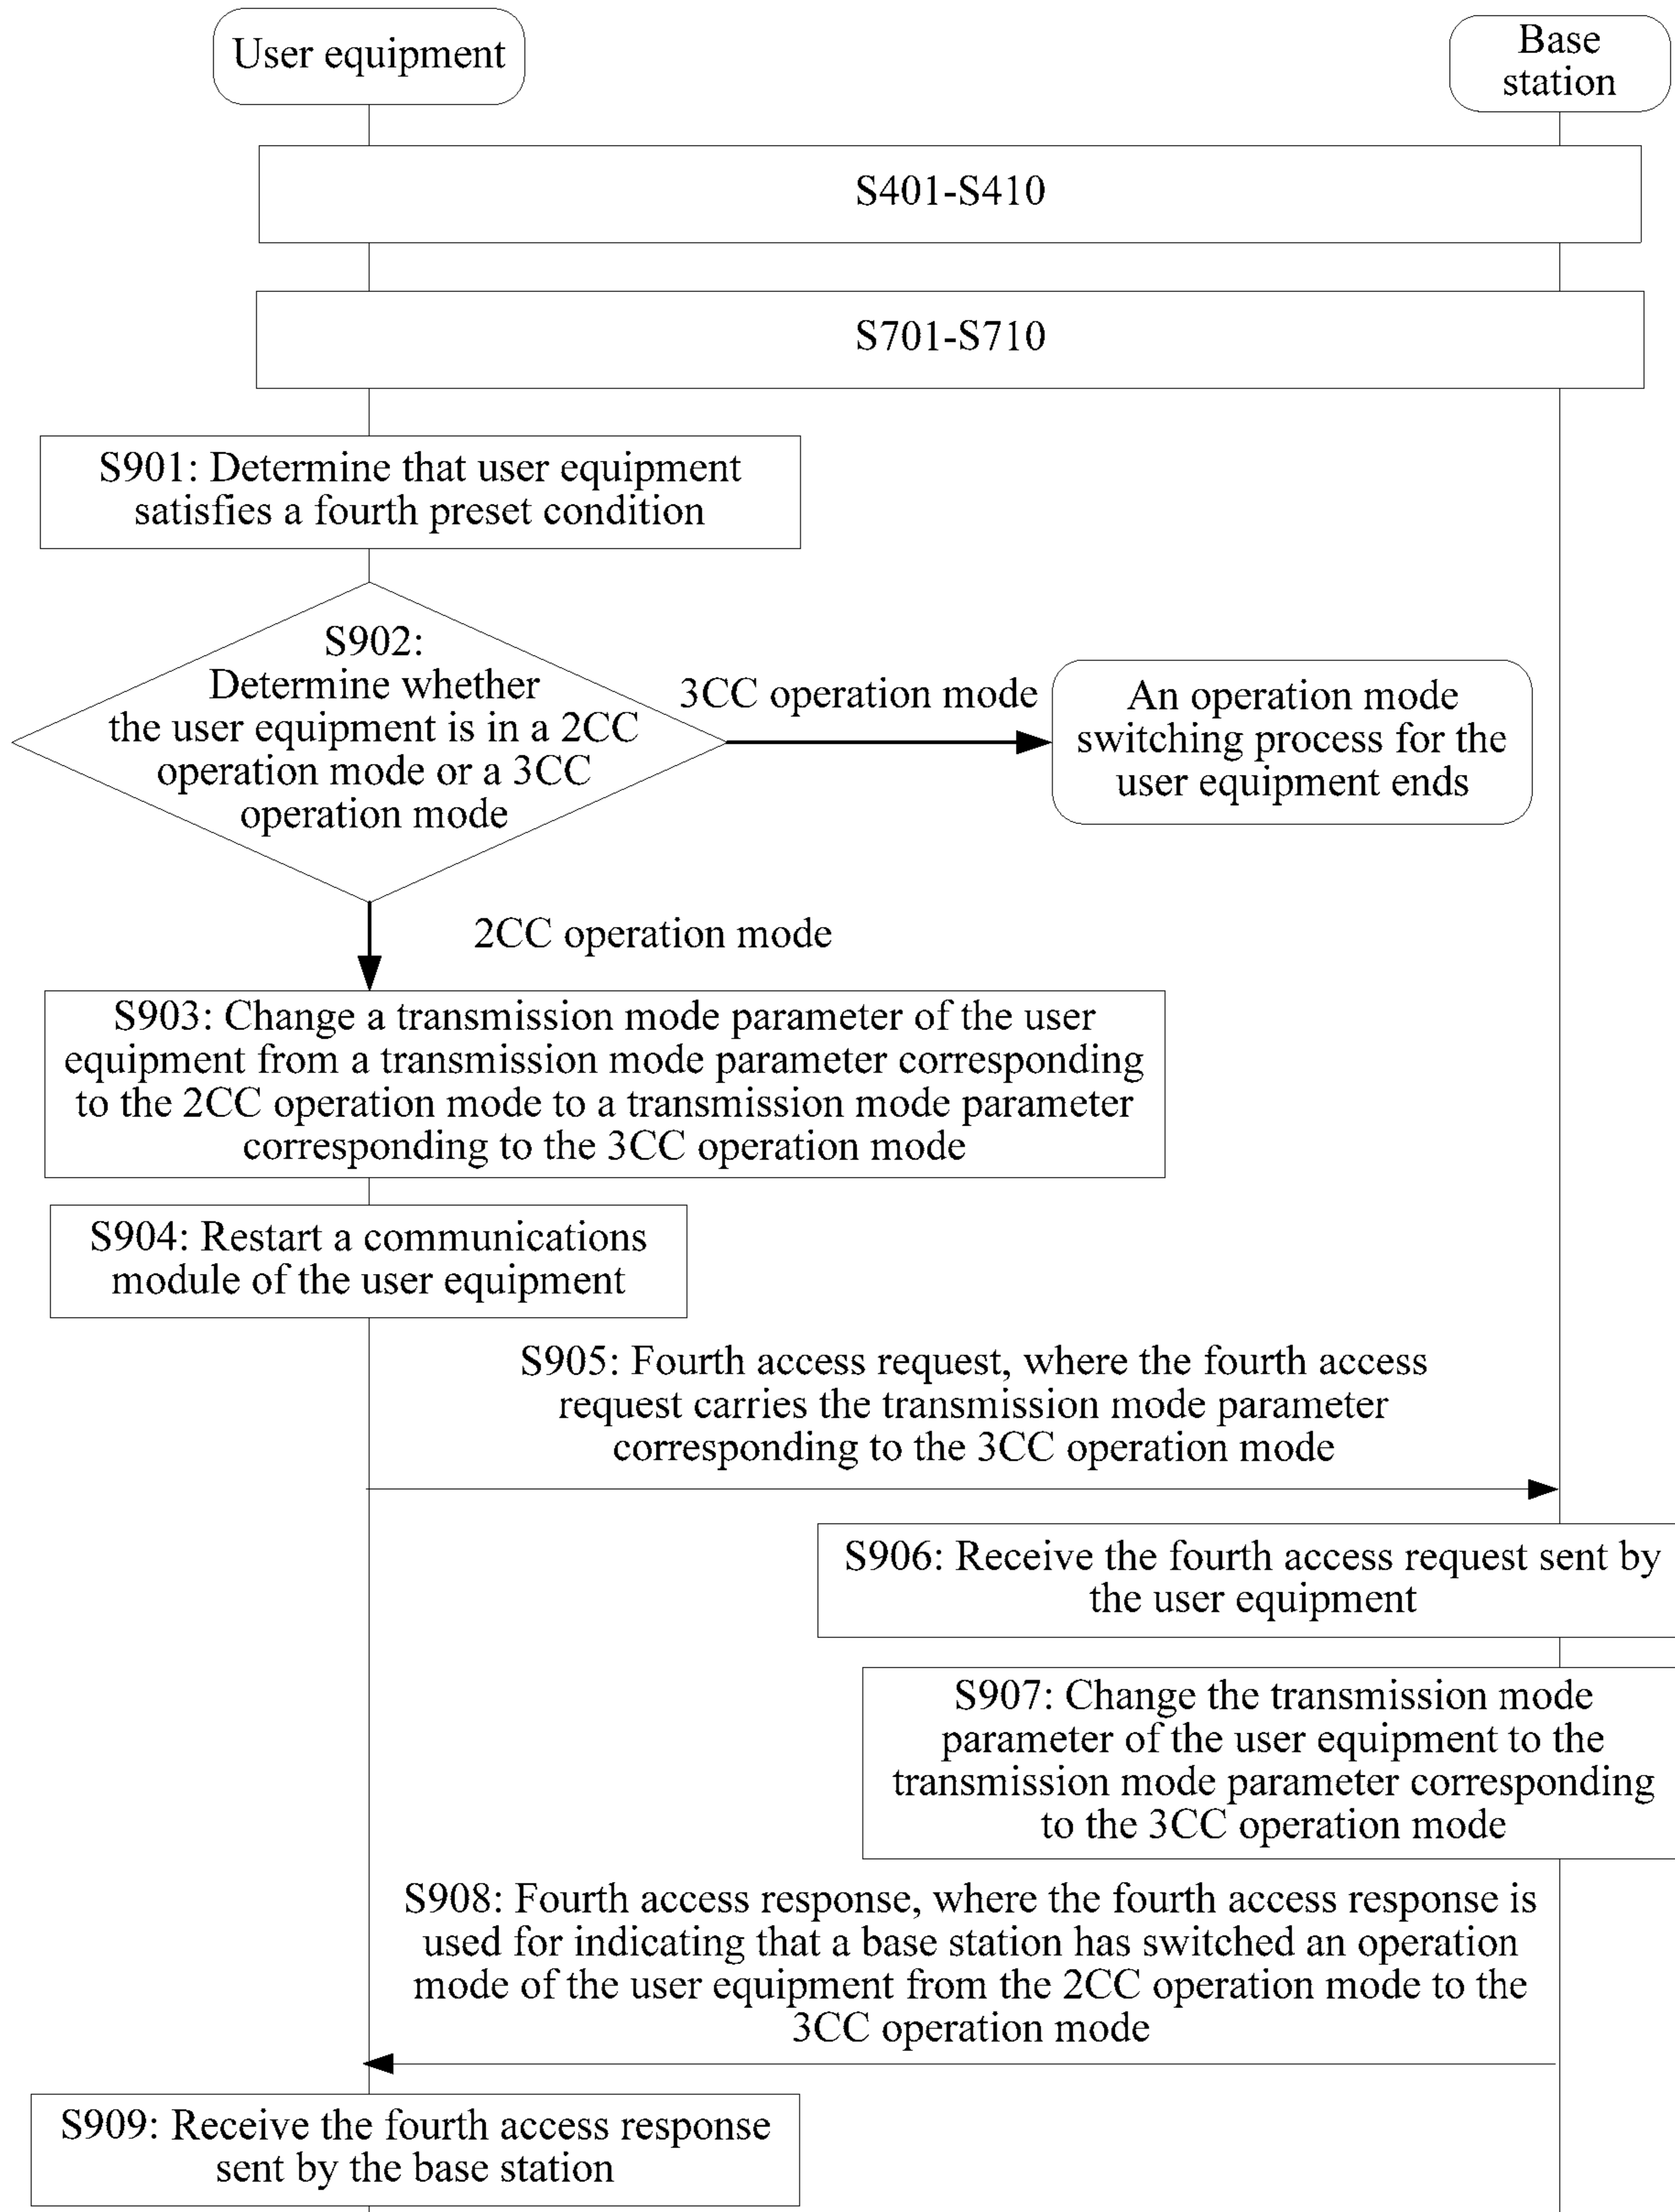 User equipment
Base
station
S401-S410
S701-S710
S901: Determine that user equipment
satisfies a fourth preset condition
S902:
Determine whether
the user equipment is in a 2CC
operation mode or a 3CC
operation mode
3CC operation mode
An operation mode
switching process for the
user equipment ends
2CC operation mode
S903: Change a transmission mode parameter of the user
equipment from a transmission mode parameter corresponding
to the 2CC operation mode to a transmission mode parameter
corresponding to the 3CC operation mode
S904: Restart a communications
module of the user equipment
S905: Fourth access request, where the fourth access
request carries the transmission mode parameter
corresponding to the 3CC operation mode
S906: Receive the fourth access request sent by
the user equipment
S907: Change the transmission mode
parameter of the user equipment to the
transmission mode parameter corresponding
to the 3CC operation mode
S908: Fourth access response, where the fourth access response is
used for indicating that a base station has switched an operation
mode of the user equipment from the 2CC operation mode to the
3CC operation mode
S909: Receive the fourth access response
sent by the base station